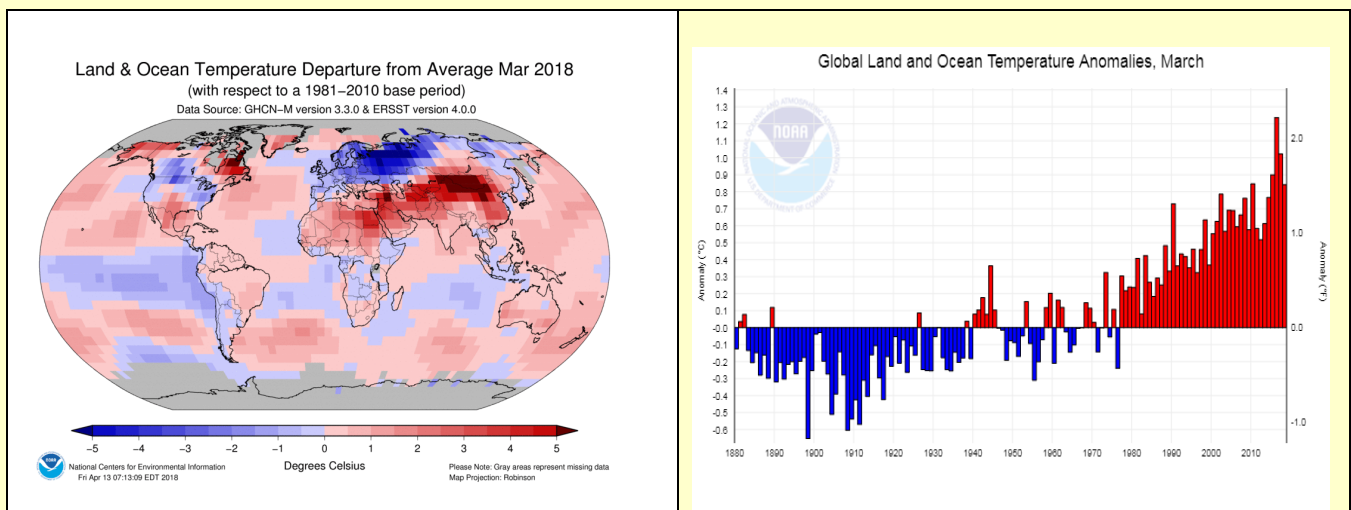 Land & Ocean Temperature Departure from Average Mar 2018
(with respect to a 1981–2010 base period)
Data Source: GHCN–M version 3.3.0 & ERSST version 4.0.0
−5 −4 −3 −2 −1 0 1 2 3 4 5
Degrees Celsius
National Centers for Environmental Information
Fri Apr 13 07:13:09 EDT 2018
Please Note: Gray areas represent missing data
Map Projection: Robinson
Global Land and Ocean Temperature Anomalies, March
NOAA
Anomaly (°C)
1.4
1.3
1.2
1.1
1.0
0.9
0.8
0.7
0.6
0.5
0.4
0.3
0.2
0.1
-0.0
-0.1
-0.2
-0.3
-0.4
-0.5
-0.6
2.0
1.0
0.0
-1.0
Anomaly (°F)
1880 1890 1900 1910 1920 1930 1940 1950 1960 1970 1980 1990 2000 2010